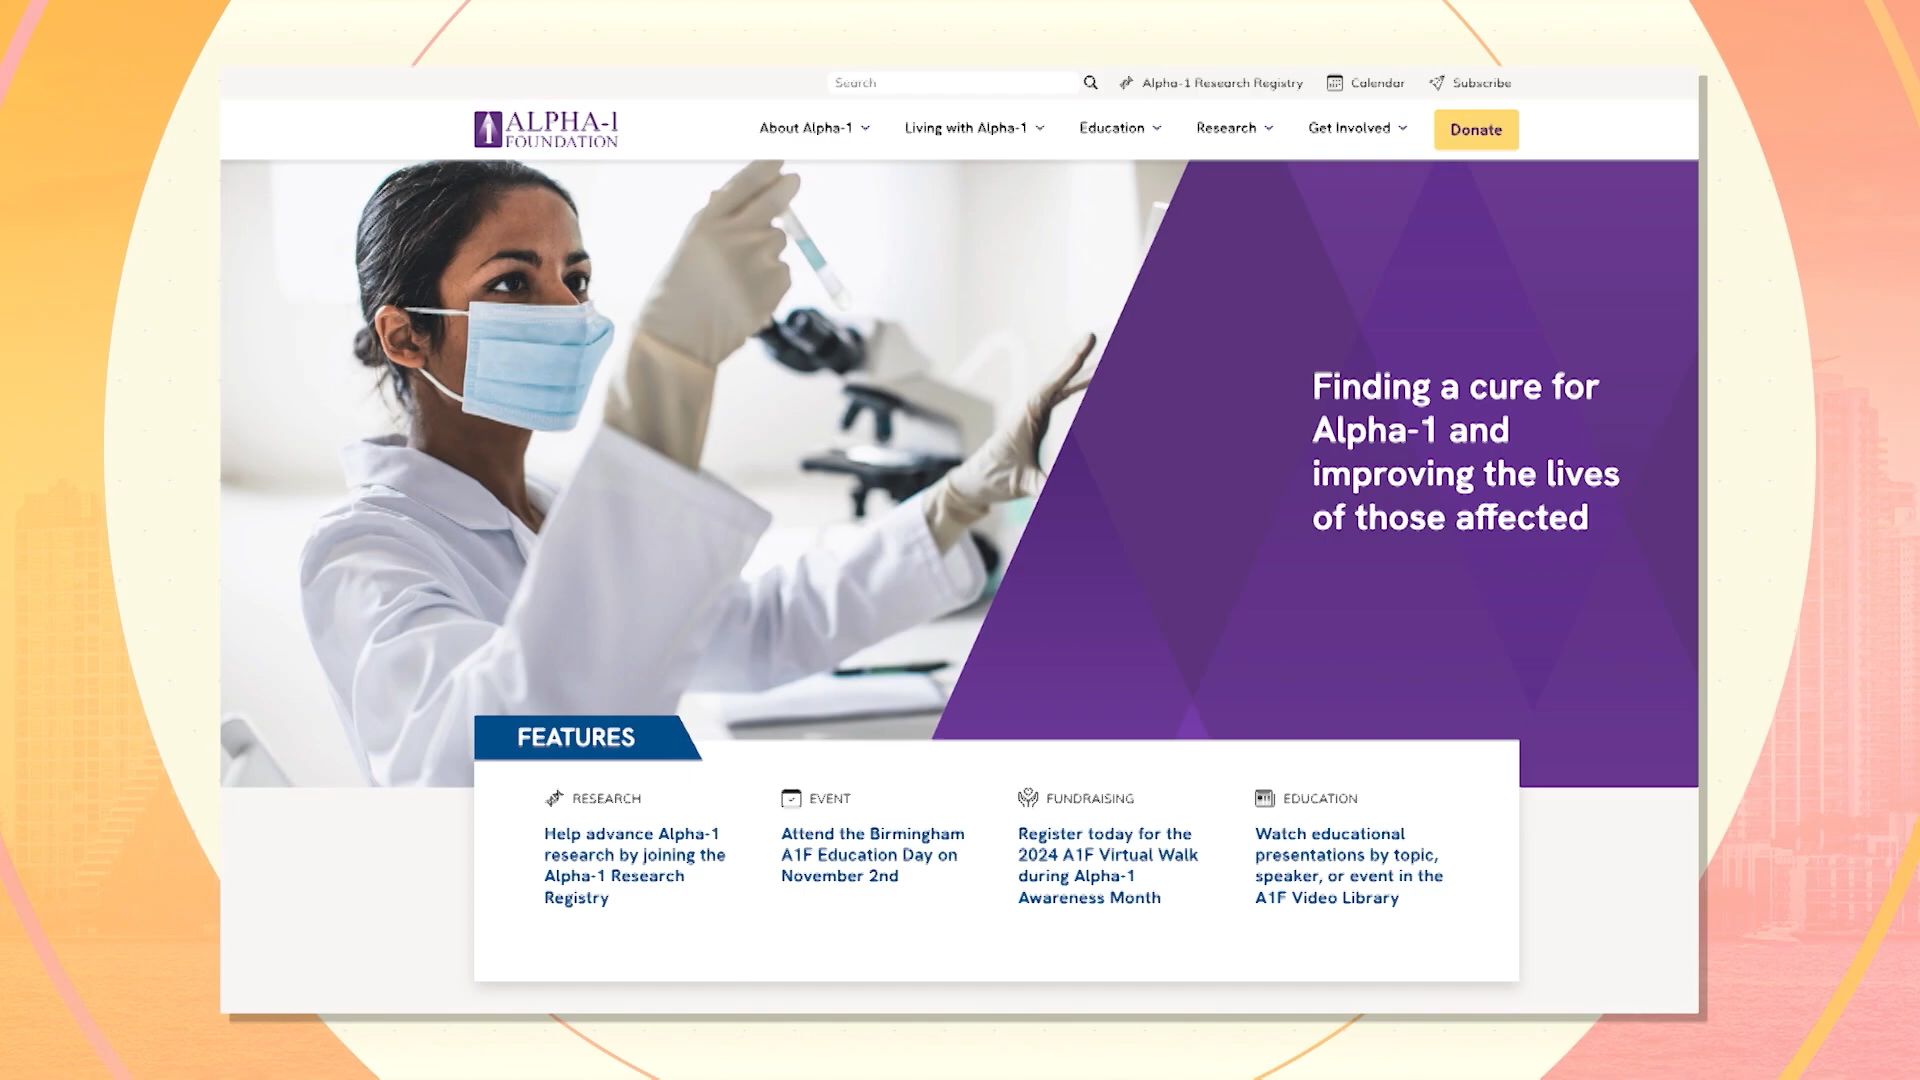 Search
Alpha-1 Research Registry
Calendar
Subscribe
ALPHA-1
FOUNDATION
About Alpha-1
Living with Alpha-1
Education
Research
Get Involved
Donate
Finding a cure for
Alpha-1 and
improving the lives
of those affected
FEATURES
RESEARCH
Help advance Alpha-1
research by joining the
Alpha-1 Research
Registry
EVENT
Attend the Birmingham
A1F Education Day on
November 2nd
FUNDRAISING
Register today for the
2024 A1F Virtual Walk
during Alpha-1
Awareness Month
EDUCATION
Watch educational
presentations by topic,
speaker, or event in the
A1F Video Library